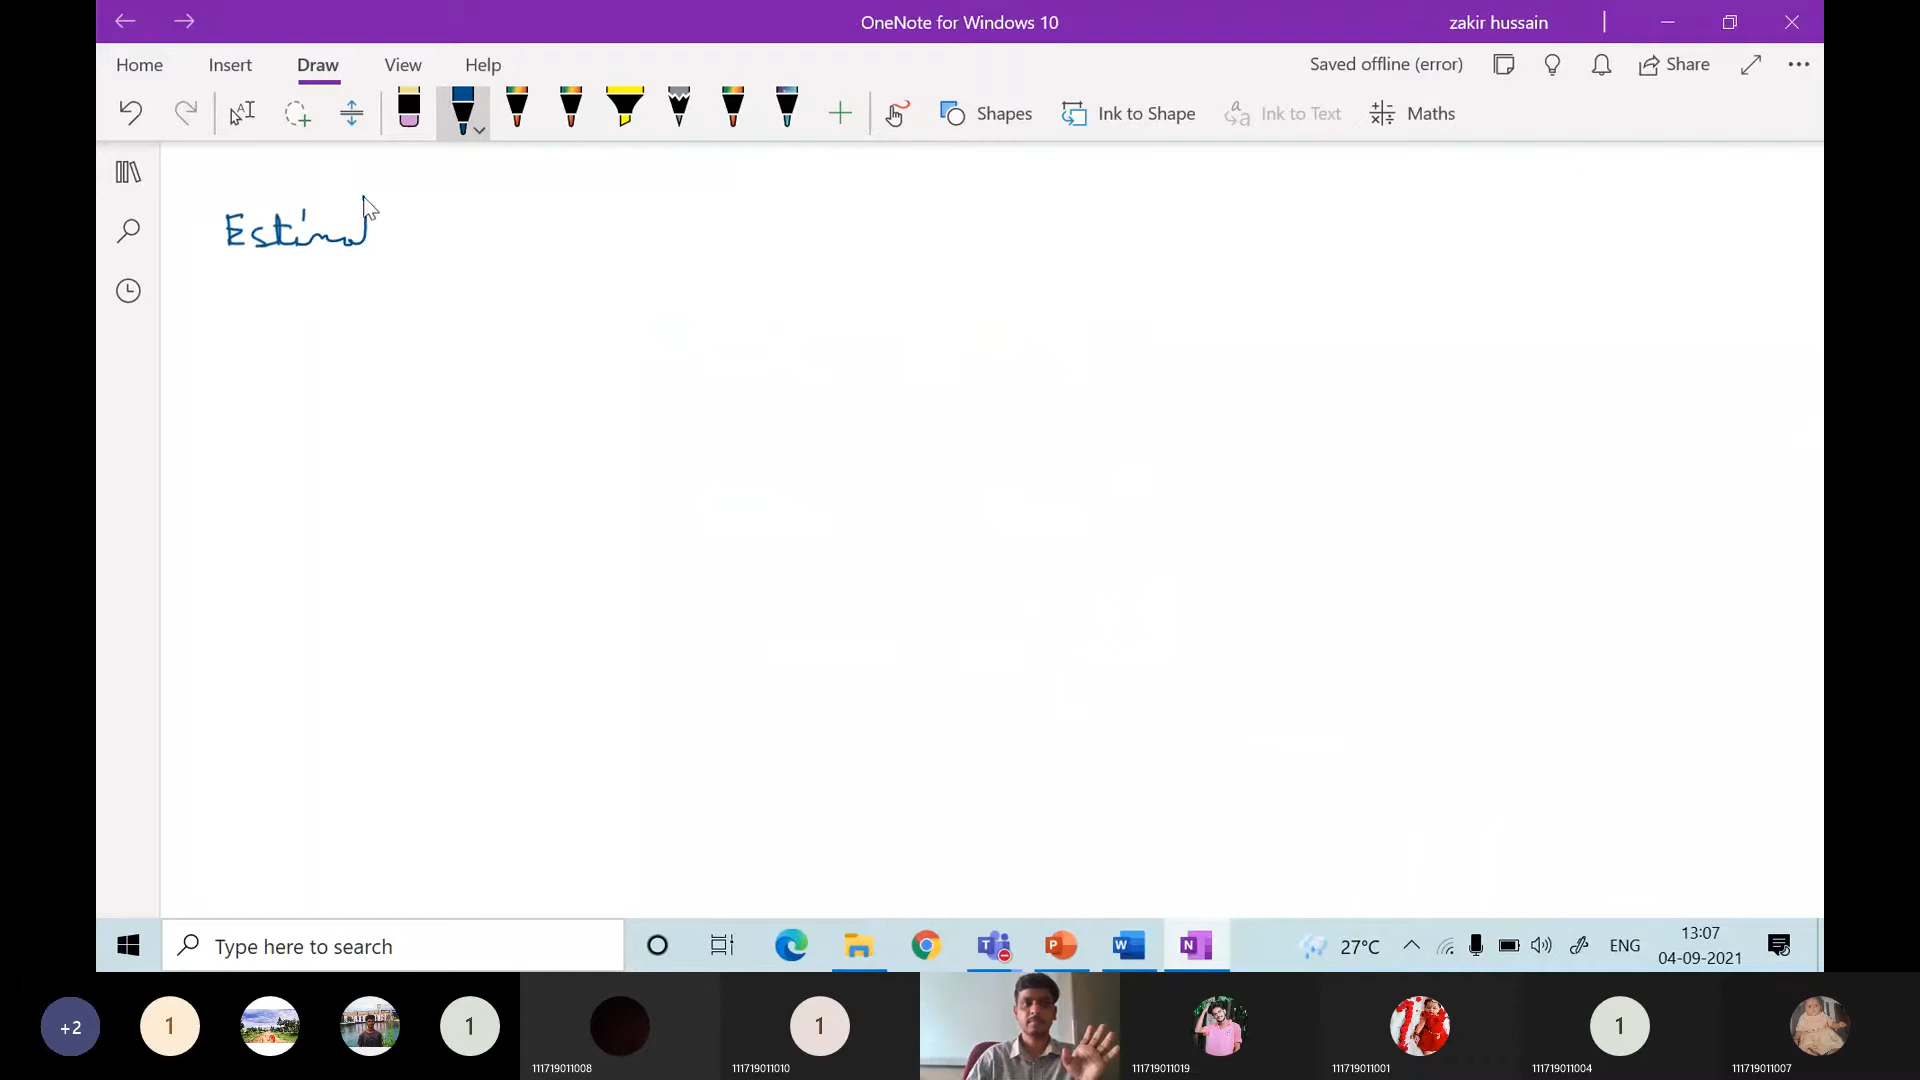 OneNote for Windows 10
zakir hussain
Home Insert Draw View Help
Saved offline (error)
Share
Shapes
Ink to Shape
Ink to Text
Maths
Estima
Type here to search
27°C
ENG
13:07
04-09-2021
+2
1
1
1
1
111719011008
111719011010
111719011019
111719011001
111719011004
111719011007